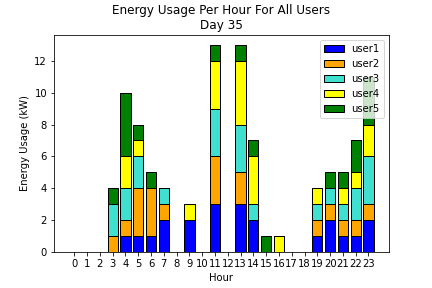 Energy Usage Per Hour For All Users
Day 35
user1
user2
user3
user4
user5
Energy Usage (kW)
12
10
8
6
4
2
0
0 1 2 3 4 5 6 7 8 9 10 11 12 13 14 15 16 17 18 19 20 21 22 23
Hour